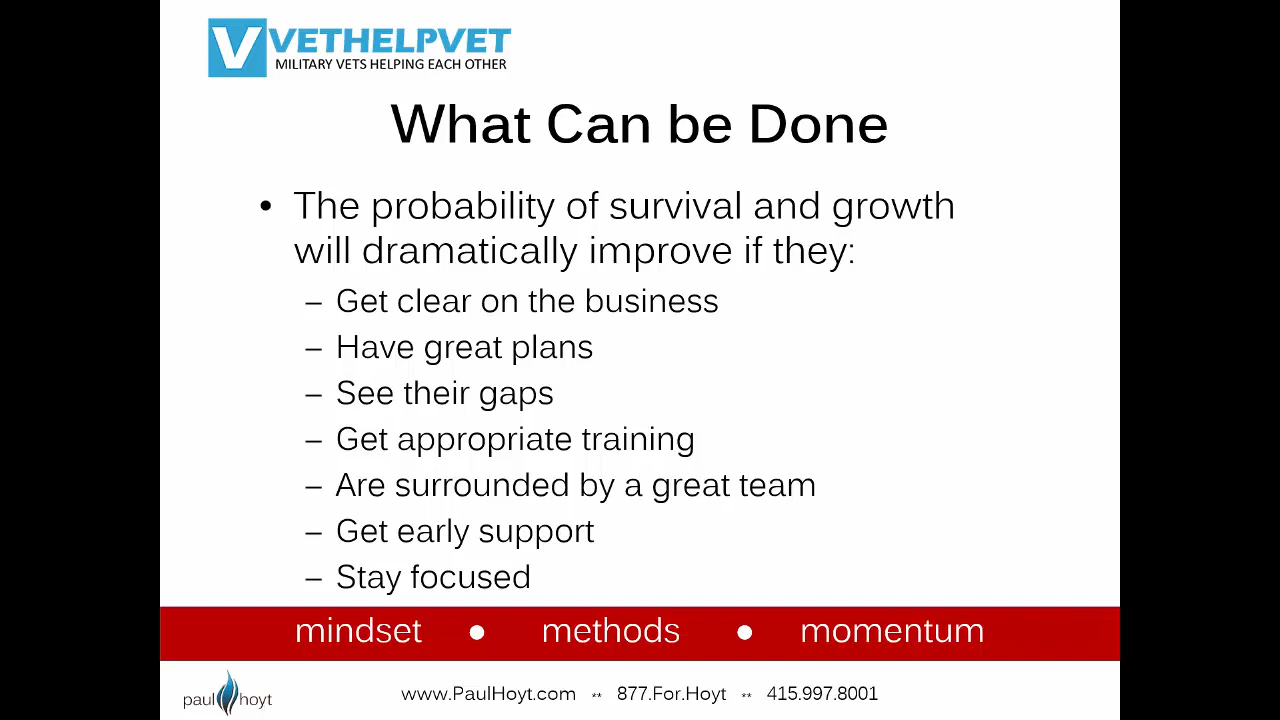 V VETHELPVET
MILITARY VETS HELPING EACH OTHER
What Can be Done
• The probability of survival and growth
will dramatically improve if they:
– Get clear on the business
– Have great plans
– See their gaps
– Get appropriate training
– Are surrounded by a great team
– Get early support
– Stay focused
mindset ● methods ● momentum
paul hoyt www.PaulHoyt.com ** 877.For.Hoyt ** 415.997.8001